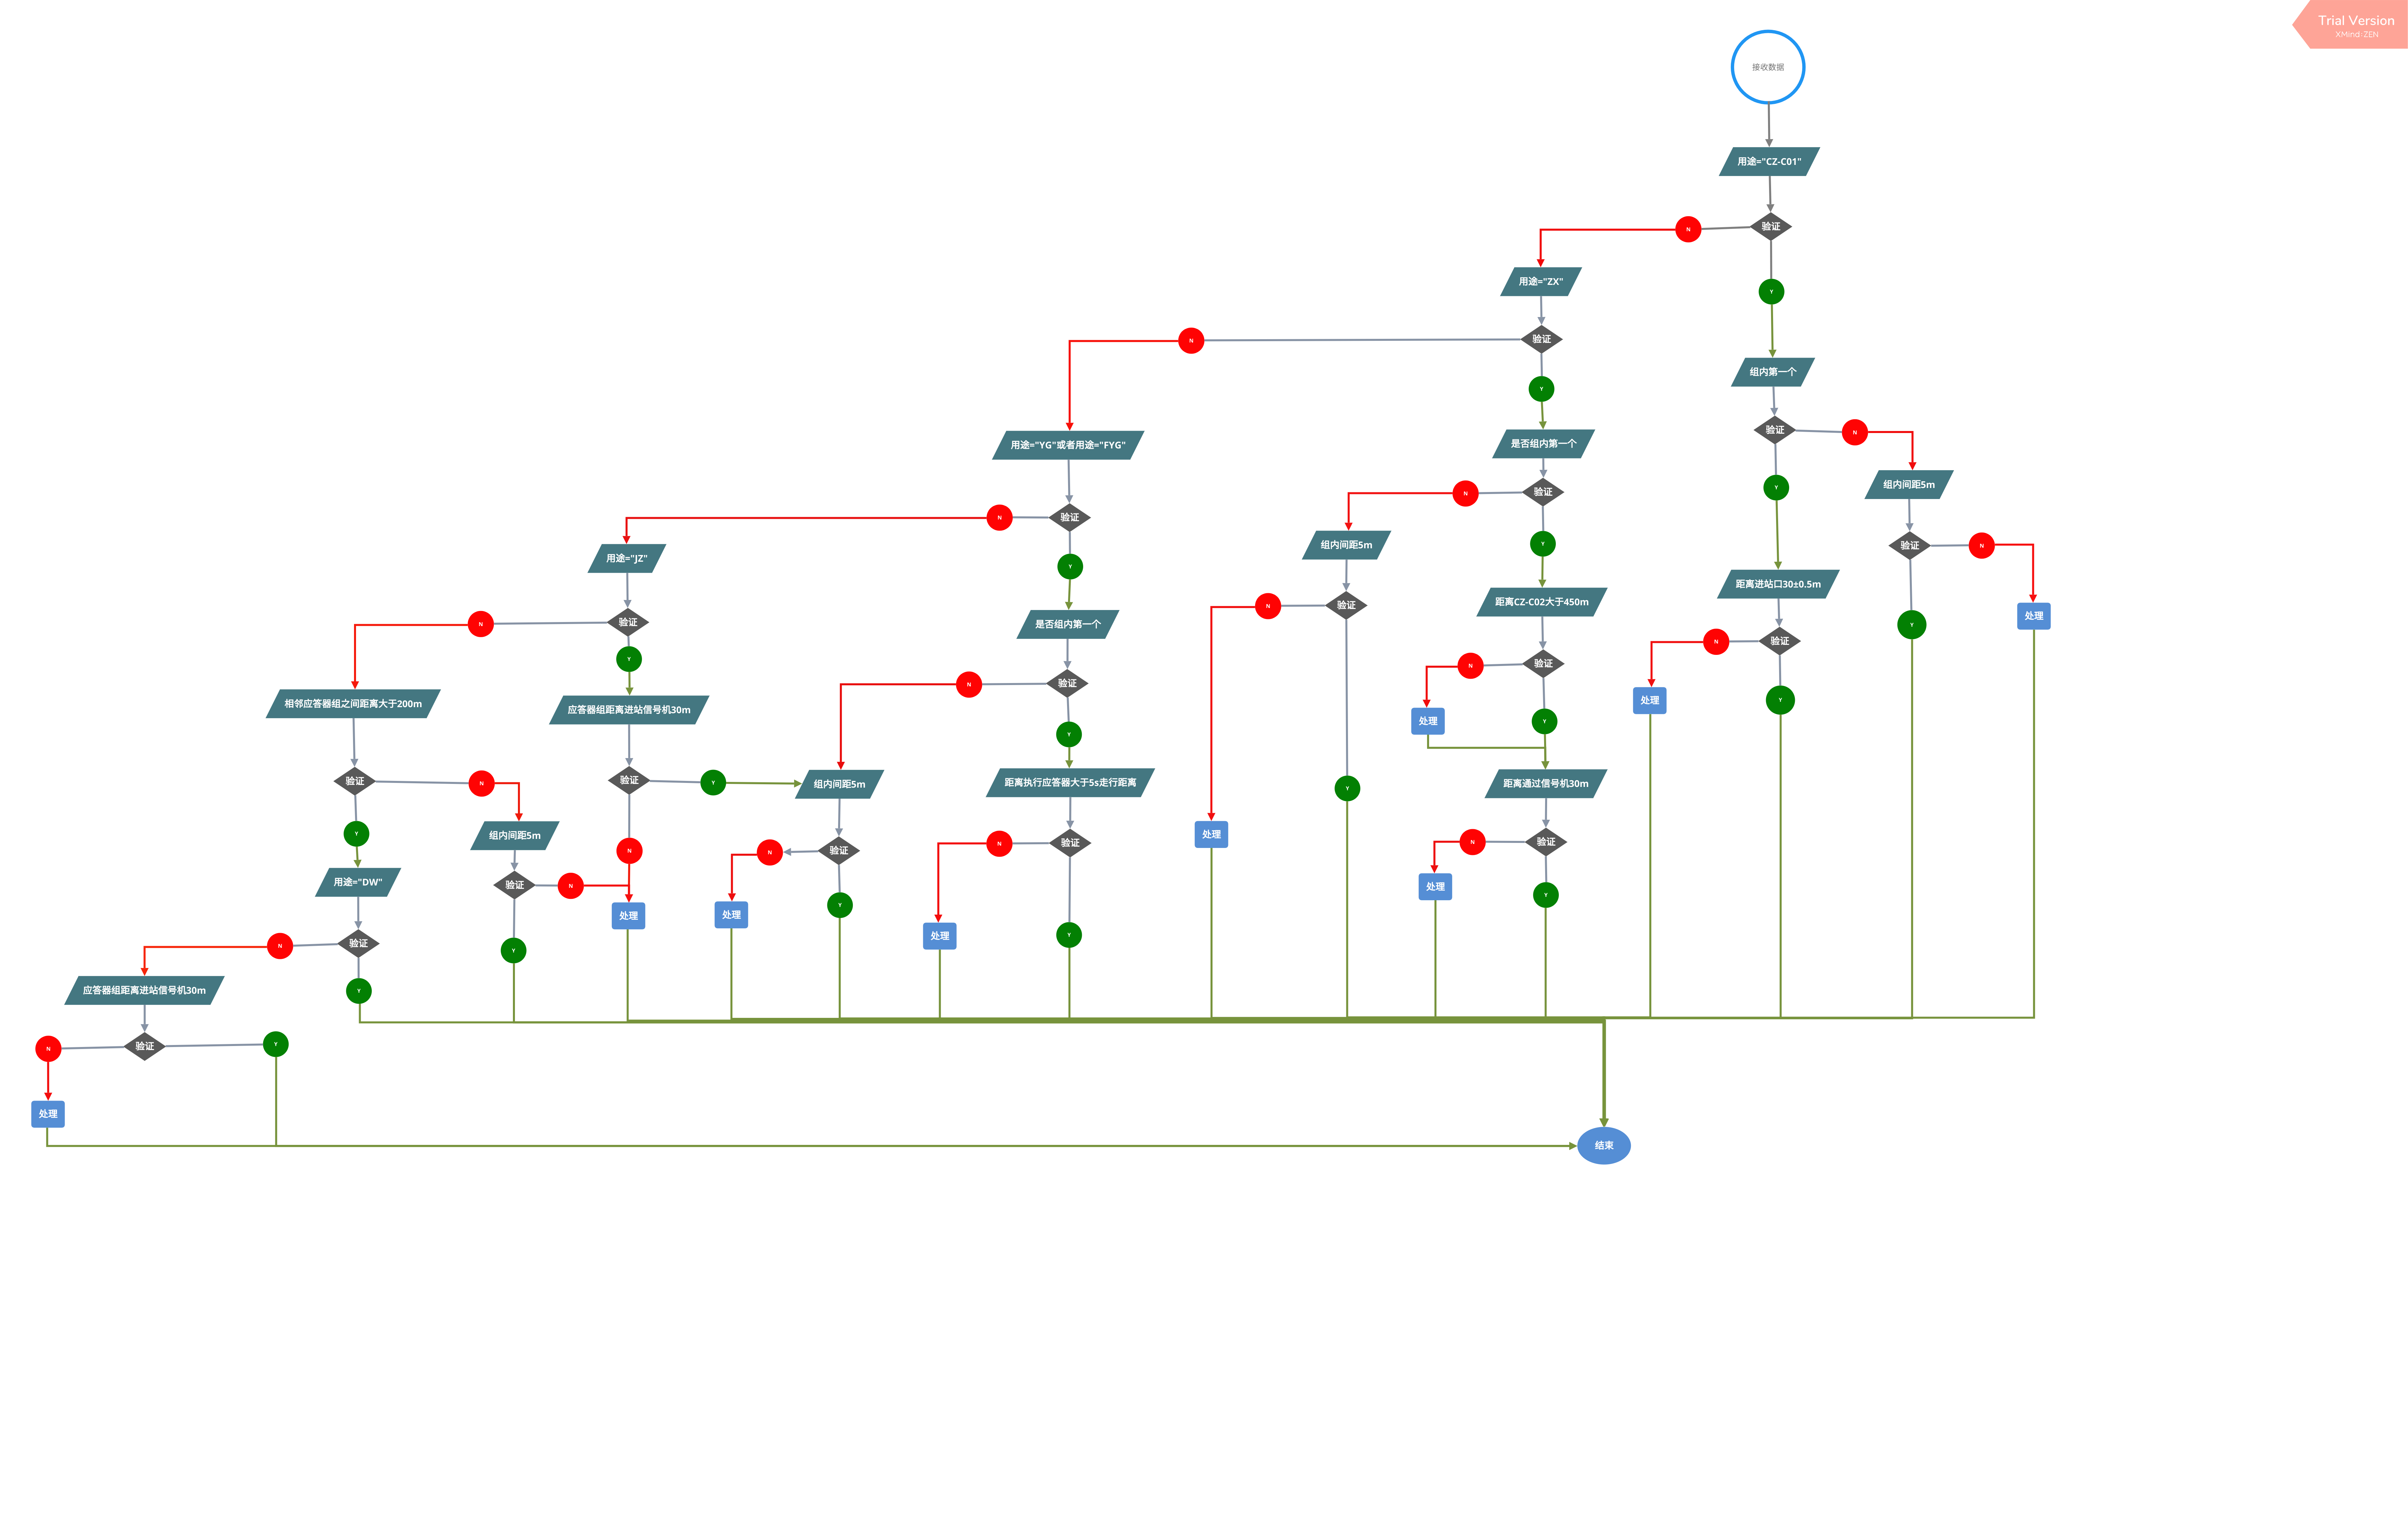 Trial Version
XMind:ZEN
接收数据
用途="CZ-C01"
验证
N
Y
用途="ZX"
验证
N
Y
组内第一个
验证
N
Y
用途="YG"或者用途="FYG"
是否组内第一个
组内间距5m
验证
N
验证
N
验证
N
Y
组内间距5m
Y
验证
N
用途="JZ"
Y
距离进站口30±0.5m
距离CZ-C02大于450m
验证
N
处理
验证
N
是否组内第一个
Y
验证
N
Y
验证
N
Y
验证
N
Y
验证
N
处理
Y
相邻应答器组之间距离大于200m
应答器组距离进站信号机30m
处理
Y
Y
验证
N
验证
Y
组内间距5m
距离执行应答器大于5s走行距离
距离通过信号机30m
Y
Y
组内间距5m
处理
验证
N
N
验证
N
验证
N
验证
用途="DW"
验证
N
处理
处理
处理
Y
Y
处理
Y
验证
N
Y
Y
应答器组距离进站信号机30m
Y
N
验证
Y
处理
结束